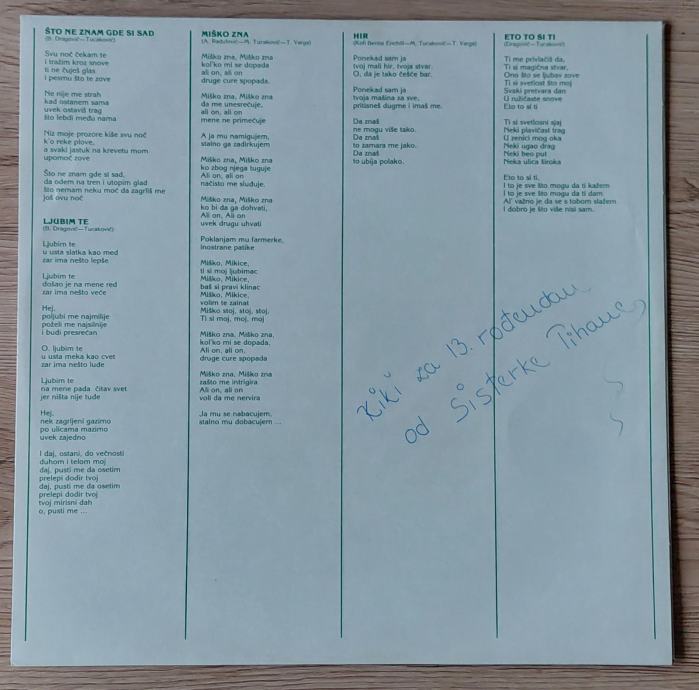 ŠTO NE ZNAM GDE SI SAD
(B. Dragović—Turaković)
Svu noć čekam te
i tražim kroz snove
ti ne čuješ glas
i pesmu što te zove
Ne nije me strah
kad ostanem sama
uvek ostaviš trag
što lebdi među nama
Niz moje prozore kiše svu noć
k'o reke plove,
a svaki jastuk na krevetu mom
upomoć zove
Što ne znam gde si sad,
da odem na tren i utopim glad
što nemam neku moć da zagrliš me
još ovu noć
LJUBIM TE
(B. Dragović—Turaković)
Ljubim te
u usta slatka kao med
zar ima nešto lepše
Ljubim te
došao je na mene red
zar ima nešto veće
Hej,
poljubi me najmilije
poželi me najsilnije
i budi presrećan
O, ljubim te
u usta meka kao cvet
zar ima nešto lude
Ljubim te
na mene pada čitav svet
jer ništa nije tude
Hej,
nek zagrljeni gazimo
po ulicama mazimo
uvek zajedno
I daj, ostani, do večnosti
duhom i telom moj
daj, pusti me da osetim
prelepi dodir tvoj
daj, pusti me da osetim
prelepi dodir tvoj
tvoj mirisni dah
o, pusti me ...
MIŠKO ZNA
(A. Radulović—M. Turaković—T. Varga)
Miško zna, Miško zna
kol'ko mi se dopada
ali on, ali on
druge cure spopada.
Miško zna, Miško zna
da me unesrećuje,
ali on, ali on
mene ne primećuje
A ja mu namigujem,
stalno ga zadirkujem
Miško zna, Miško zna
ko zbog njega tuguje
Ali on, ali on
načisto me sluduje.
Miško zna, Miško zna
ko bi da ga dohvati,
Ali on, Ali on
uvek drugu uhvati
Poklanjam mu farmerke,
Inostrane patike
Miško, Mikice,
ti si moj ljubimac
Miško, Mikice,
baš si pravi klinac
Miško, Mikice,
volim te zaista
Miško stoj, stoj, stoj,
Ti si moj, moj, moj
Miško zna, Miško zna,
kol'ko mi se dopada,
Ali on, ali on,
druge cure spopada
Miško zna, Miško zna
zašto me intrigira
Ali on, ali on
voli da me nervira
Ja mu se nabacujem,
stalno mu dobacujem ...
HIR
M. Turaković—T. Varga)
Ponekad sam ja
tvoj mali hir, tvoja stvar.
O, da je tako češće bar.
Ponekad sam ja
tvoja mašina za sve,
pritisneš dugme i imaš me.
Da znaš
ne mogu više tako.
Da znaš
to zamara me jako.
Da znaš
to ubija polako.
ETO TO SI TI
(Dragović—Turaković)
Ti me privlačiš da,
Ti si magična stvar,
Ono što se ljubav zove
Ti si svetlost što moj
Svaki pretvara dan
U ružičaste snove
Eto to si ti
Ti si svetlosni sjaj
Neki plavičast trag
U zenici mog oka
Neki ugao drag
Neki beo put
Neka ulica široka
Eto to si ti,
I to je sve što mogu da ti kažem
I to je sve što mogu da ti dam
Al' važno je da se s tobom slažem
I dobro je što više nisi sam.
Kiki za 13. rođendan
od Sisterke Tihane